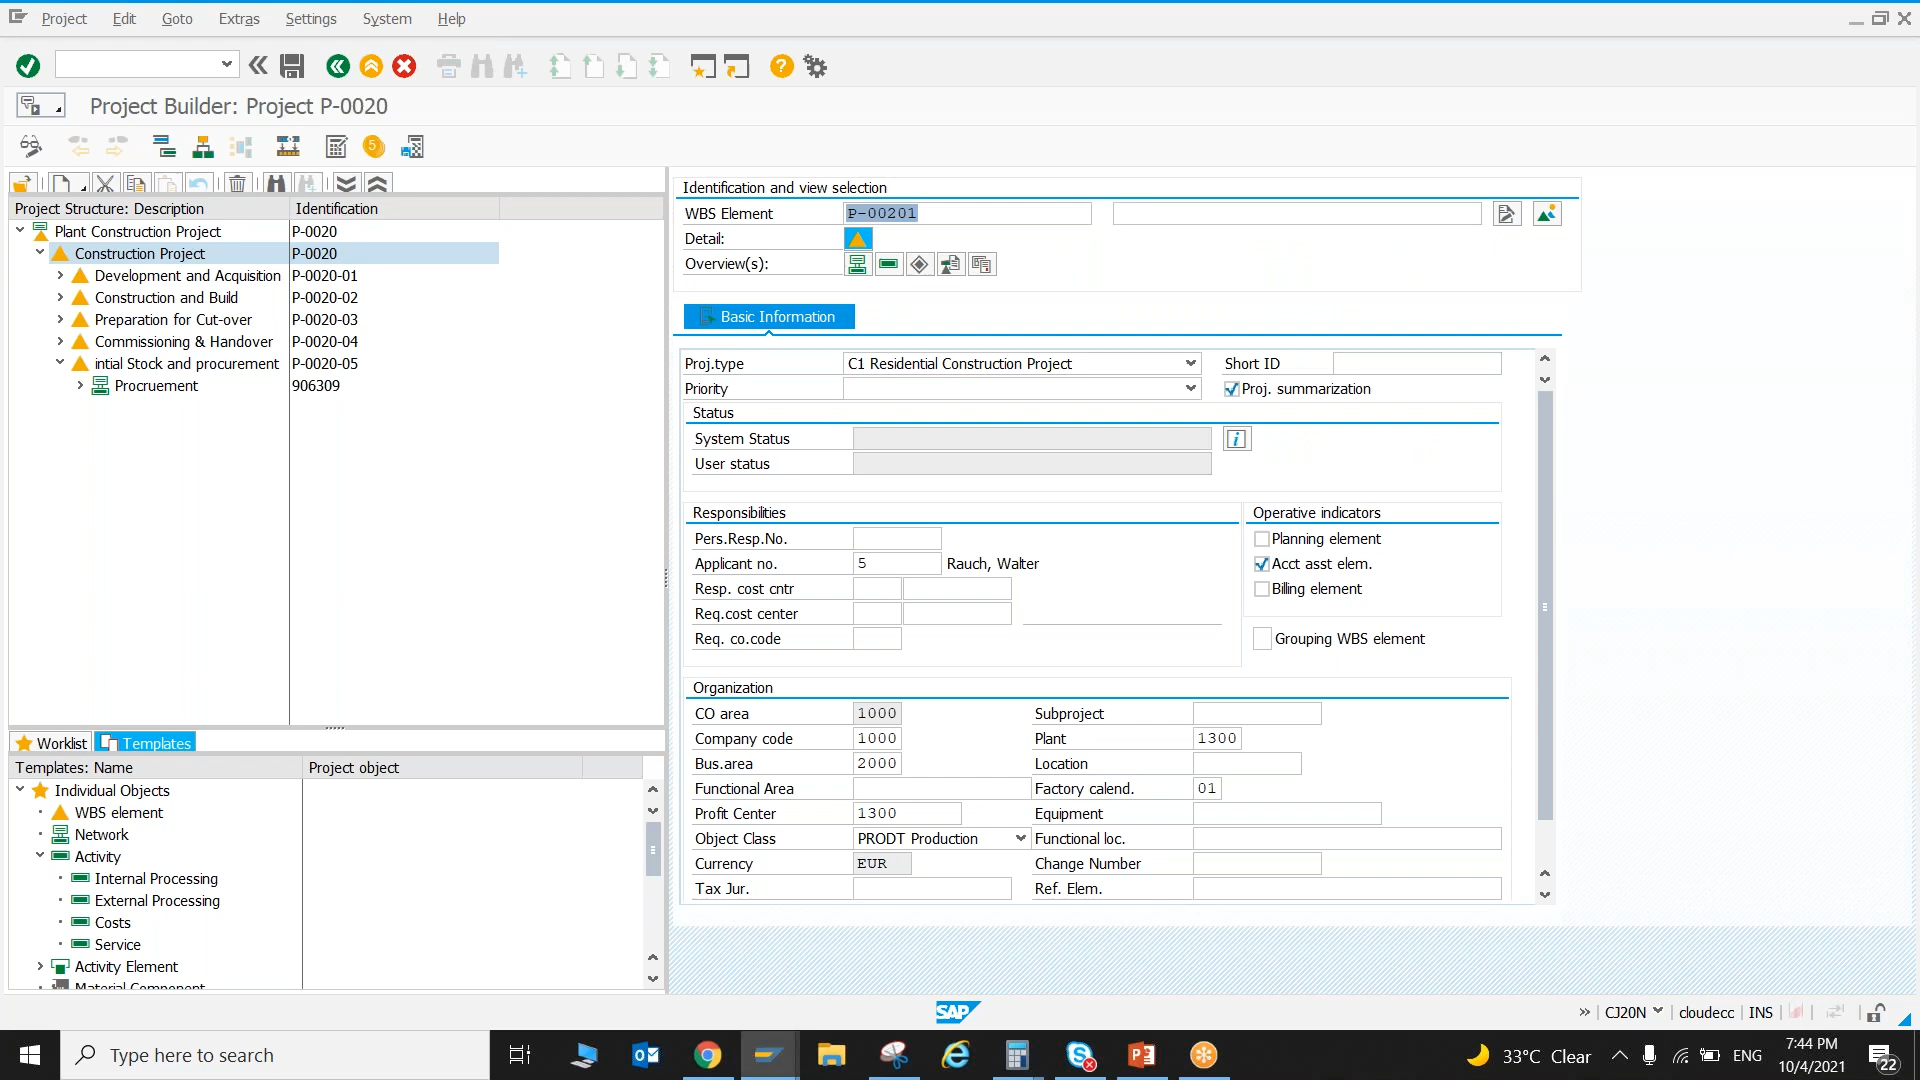 Project Edit Goto Extras Settings System Help
Project Builder: Project P-0020
5
Project Structure: Description Identification
Plant Construction Project P-0020
Construction Project P-0020
Development and Acquisition P-0020-01
Construction and Build P-0020-02
Preparation for Cut-over P-0020-03
Commissioning & Handover P-0020-04
intial Stock and procurement P-0020-05
Procruement 906309
Worklist Templates
Templates: Name Project object
Individual Objects
WBS element
Network
Activity
Internal Processing
External Processing
Costs
Service
Activity Element
Material Component
Identification and view selection
WBS Element P-00201
Detail:
Overview(s):
Basic Information
Proj.type C1 Residential Construction Project Short ID
Priority Proj. summarization
Status
System Status
User status
Responsibilities
Pers.Resp.No.
Applicant no. 5 Rauch, Walter
Resp. cost cntr
Req.cost center
Req. co.code
Operative indicators
Planning element
Acct asst elem.
Billing element
Grouping WBS element
Organization
CO area 1000 Subproject
Company code 1000 Plant 1300
Bus.area 2000 Location
Functional Area Factory calend. 01
Profit Center 1300 Equipment
Object Class PRODT Production Functional loc.
Currency EUR Change Number
Tax Jur. Ref. Elem.
SAP
CJ20N cloudecc INS
Type here to search
33°C Clear ENG 7:44 PM
10/4/2021
22